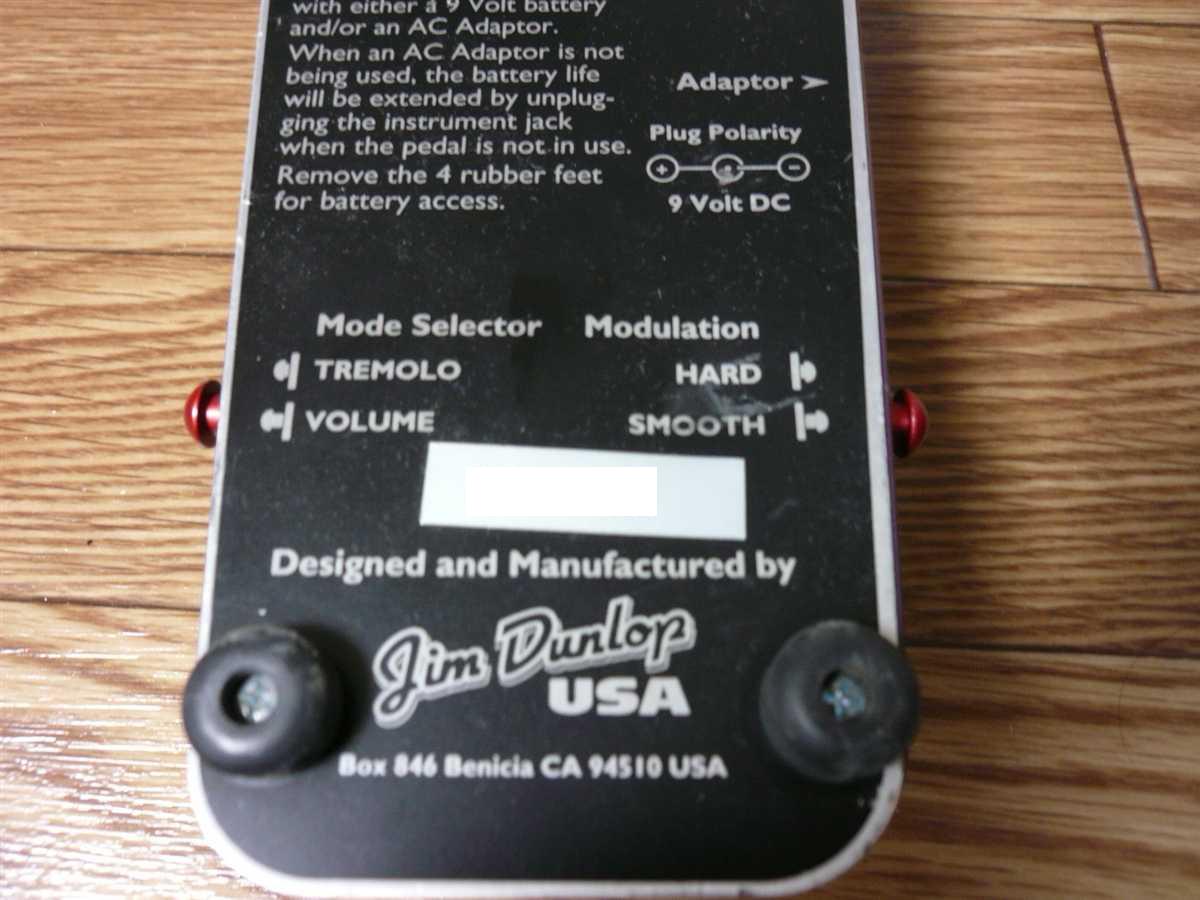 with either a 9 Volt battery
and/or an AC Adaptor.
When an AC Adaptor is not
being used, the battery life
will be extended by unplug-
ging the instrument jack
when the pedal is not in use.
Remove the 4 rubber feet
for battery access.
Adaptor ➤
Plug Polarity
+ -
9 Volt DC
Mode Selector
TREMOLO
VOLUME
Modulation
HARD
SMOOTH
Designed and Manufactured by
Jim Dunlop
USA
Box 846 Benicia CA 94510 USA